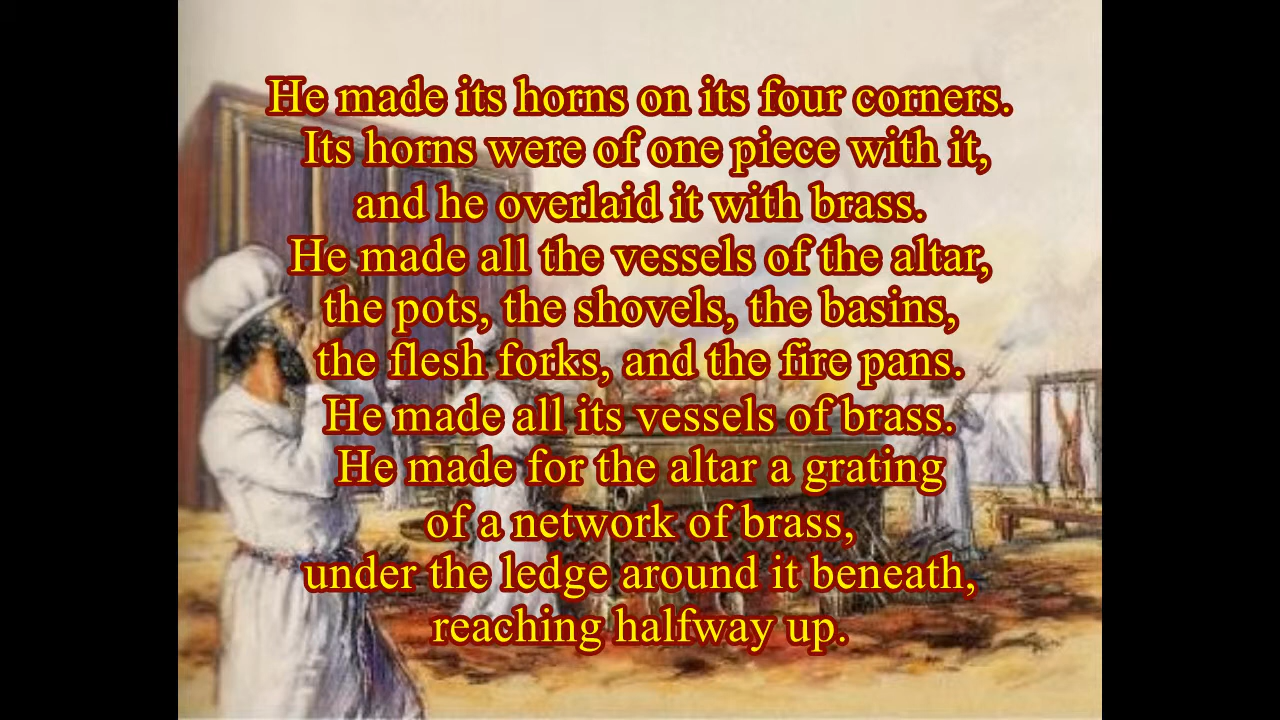 He made its horns on its four corners.
Its horns were of one piece with it,
and he overlaid it with brass.
He made all the vessels of the altar,
the pots, the shovels, the basins,
the flesh forks, and the fire pans.
He made all its vessels of brass.
He made for the altar a grating
of a network of brass,
under the ledge around it beneath,
reaching halfway up.